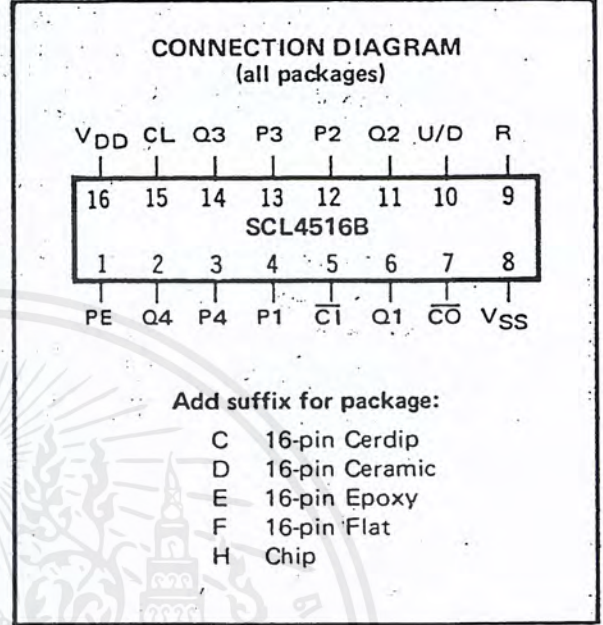 CONNECTION DIAGRAM
(all packages)
VDD CL Q3 P3 P2 Q2 U/D R
16 15 14 13 12 11 10 9
SCL4516B
1 2 3 4 5 6 7 8
PE Q4 P4 P1 C̅I̅ Q1 C̅O̅ VSS
Add suffix for package:
C 16-pin Cerdip
D 16-pin Ceramic
E 16-pin Epoxy
F 16-pin Flat
H Chip